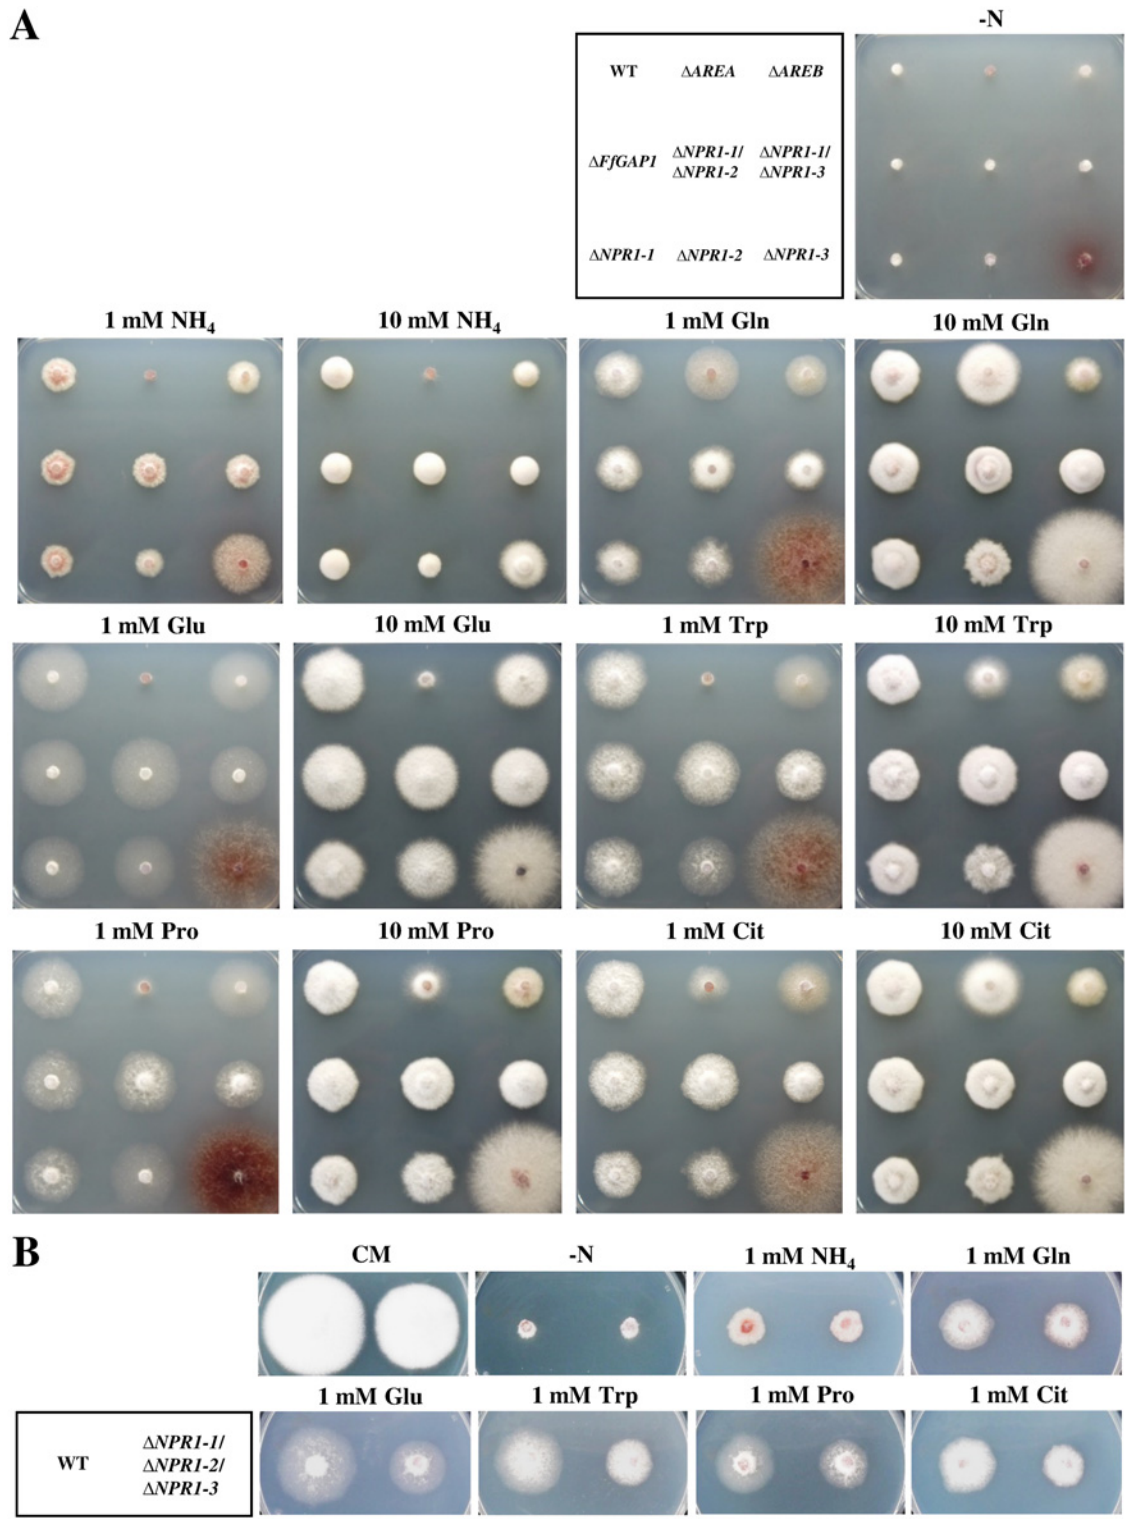 A
-N
WT ΔAREA ΔAREB
ΔFfGAP1 ΔNPR1-1/ ΔNPR1-1/
ΔNPR1-2 ΔNPR1-3
ΔNPR1-1 ΔNPR1-2 ΔNPR1-3
1 mM NH4 10 mM NH4 1 mM Gln 10 mM Gln
1 mM Glu 10 mM Glu 1 mM Trp 10 mM Trp
1 mM Pro 10 mM Pro 1 mM Cit 10 mM Cit
B
CM -N 1 mM NH4 1 mM Gln
1 mM Glu 1 mM Trp 1 mM Pro 1 mM Cit
WT ΔNPR1-1/
ΔNPR1-2/
ΔNPR1-3